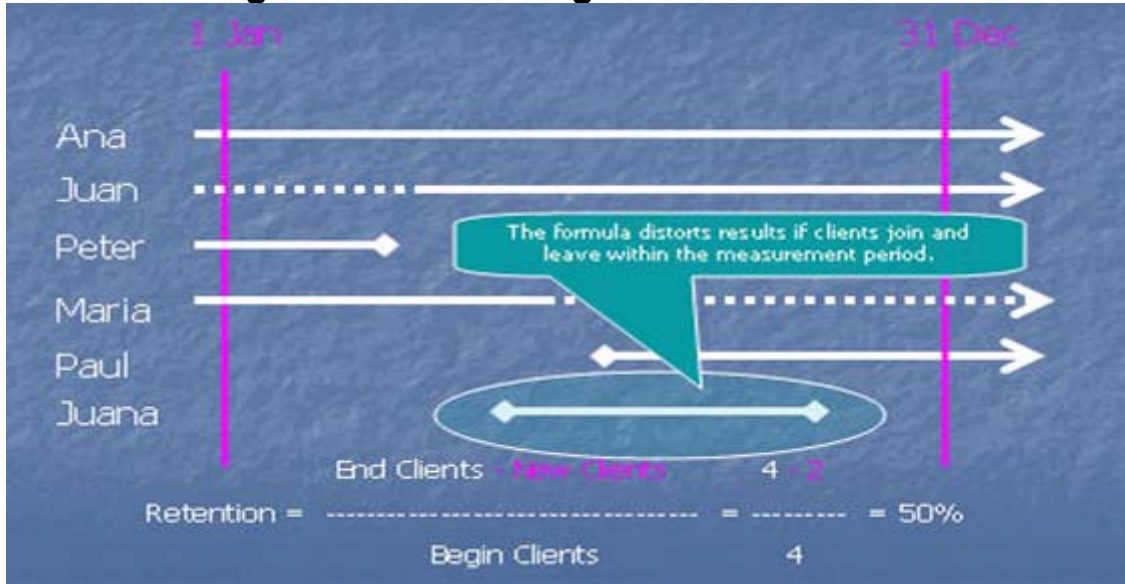 1 Jan 31 Dec
Ana
Juan
Peter
The formula distorts results if clients join and
leave within the measurement period.
Maria
Paul
Juana
End Clients - New Clients 4 - 2
Retention = ------------------------------------- = --------- = 50%
Begin Clients 4